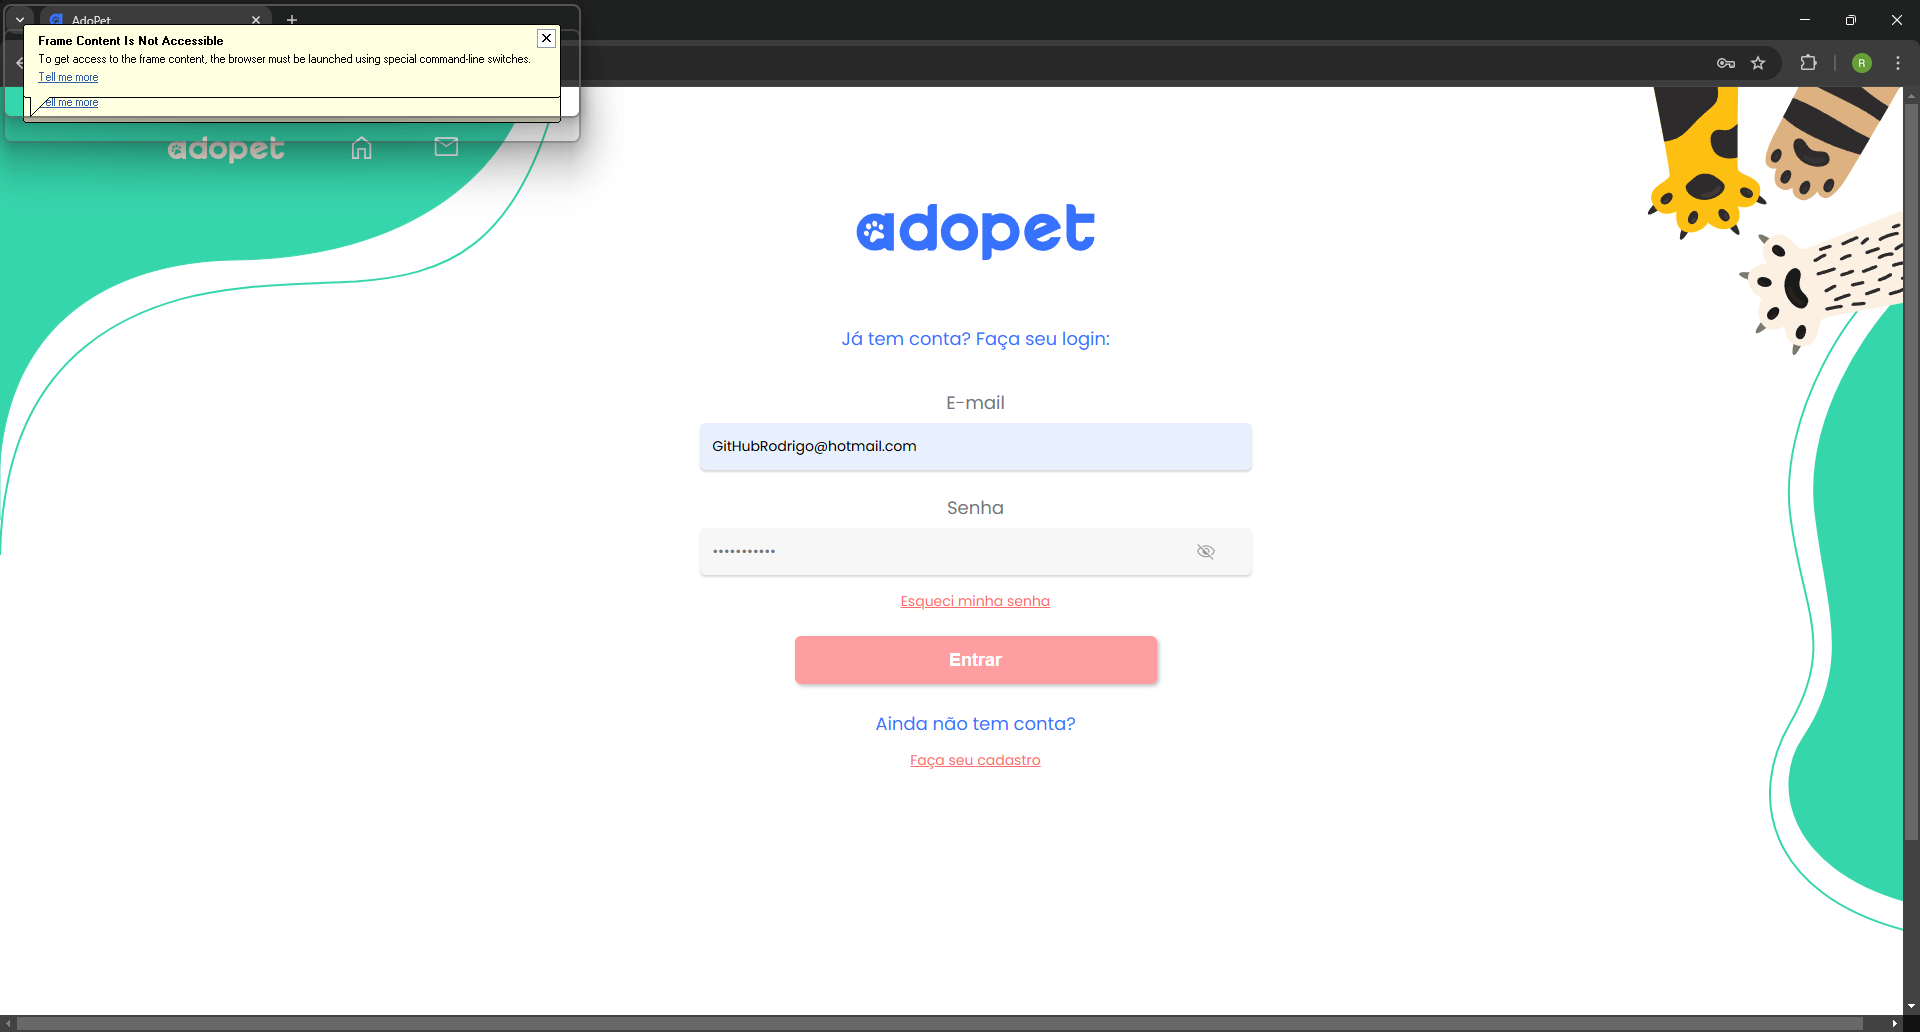 AdoPet
Frame Content Is Not Accessible
To get access to the frame content, the browser must be launched using special command-line switches.
Tell me more
Tell me more
R
adopet
adopet
Já tem conta? Faça seu login:
E-mail
GitHubRodrigo@hotmail.com
Senha
•••••••••••
Esqueci minha senha
Entrar
Ainda não tem conta?
Faça seu cadastro